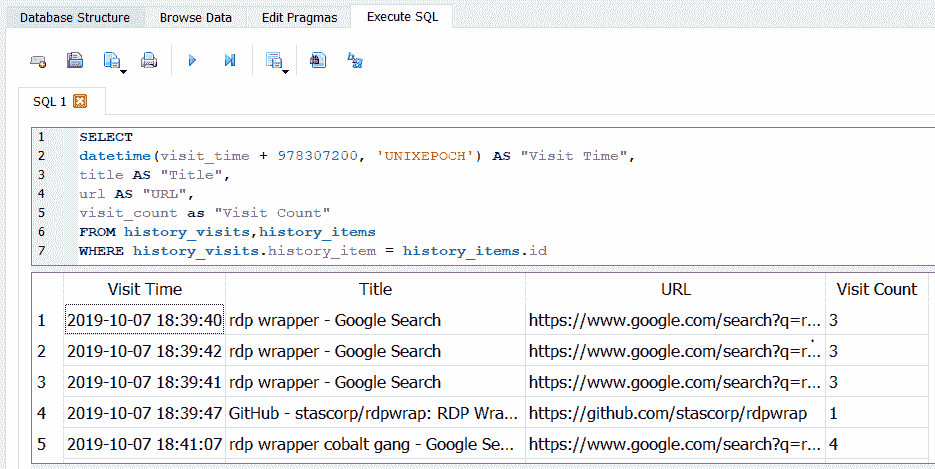 Database Structure Browse Data Edit Pragmas Execute SQL
SQL 1
1 SELECT
2 datetime(visit_time + 978307200, 'UNIXEPOCH') AS "Visit Time",
3 title AS "Title",
4 url AS "URL",
5 visit_count as "Visit Count"
6 FROM history_visits,history_items
7 WHERE history_visits.history_item = history_items.id
Visit Time Title URL Visit Count
1 2019-10-07 18:39:40 rdp wrapper - Google Search https://www.google.com/search?q=r... 3
2 2019-10-07 18:39:42 rdp wrapper - Google Search https://www.google.com/search?q=r... 3
3 2019-10-07 18:39:41 rdp wrapper - Google Search https://www.google.com/search?q=r... 3
4 2019-10-07 18:39:47 GitHub - stascorp/rdpwrap: RDP Wra... https://github.com/stascorp/rdpwrap 1
5 2019-10-07 18:41:07 rdp wrapper cobalt gang - Google Se... https://www.google.com/search?q=r... 4